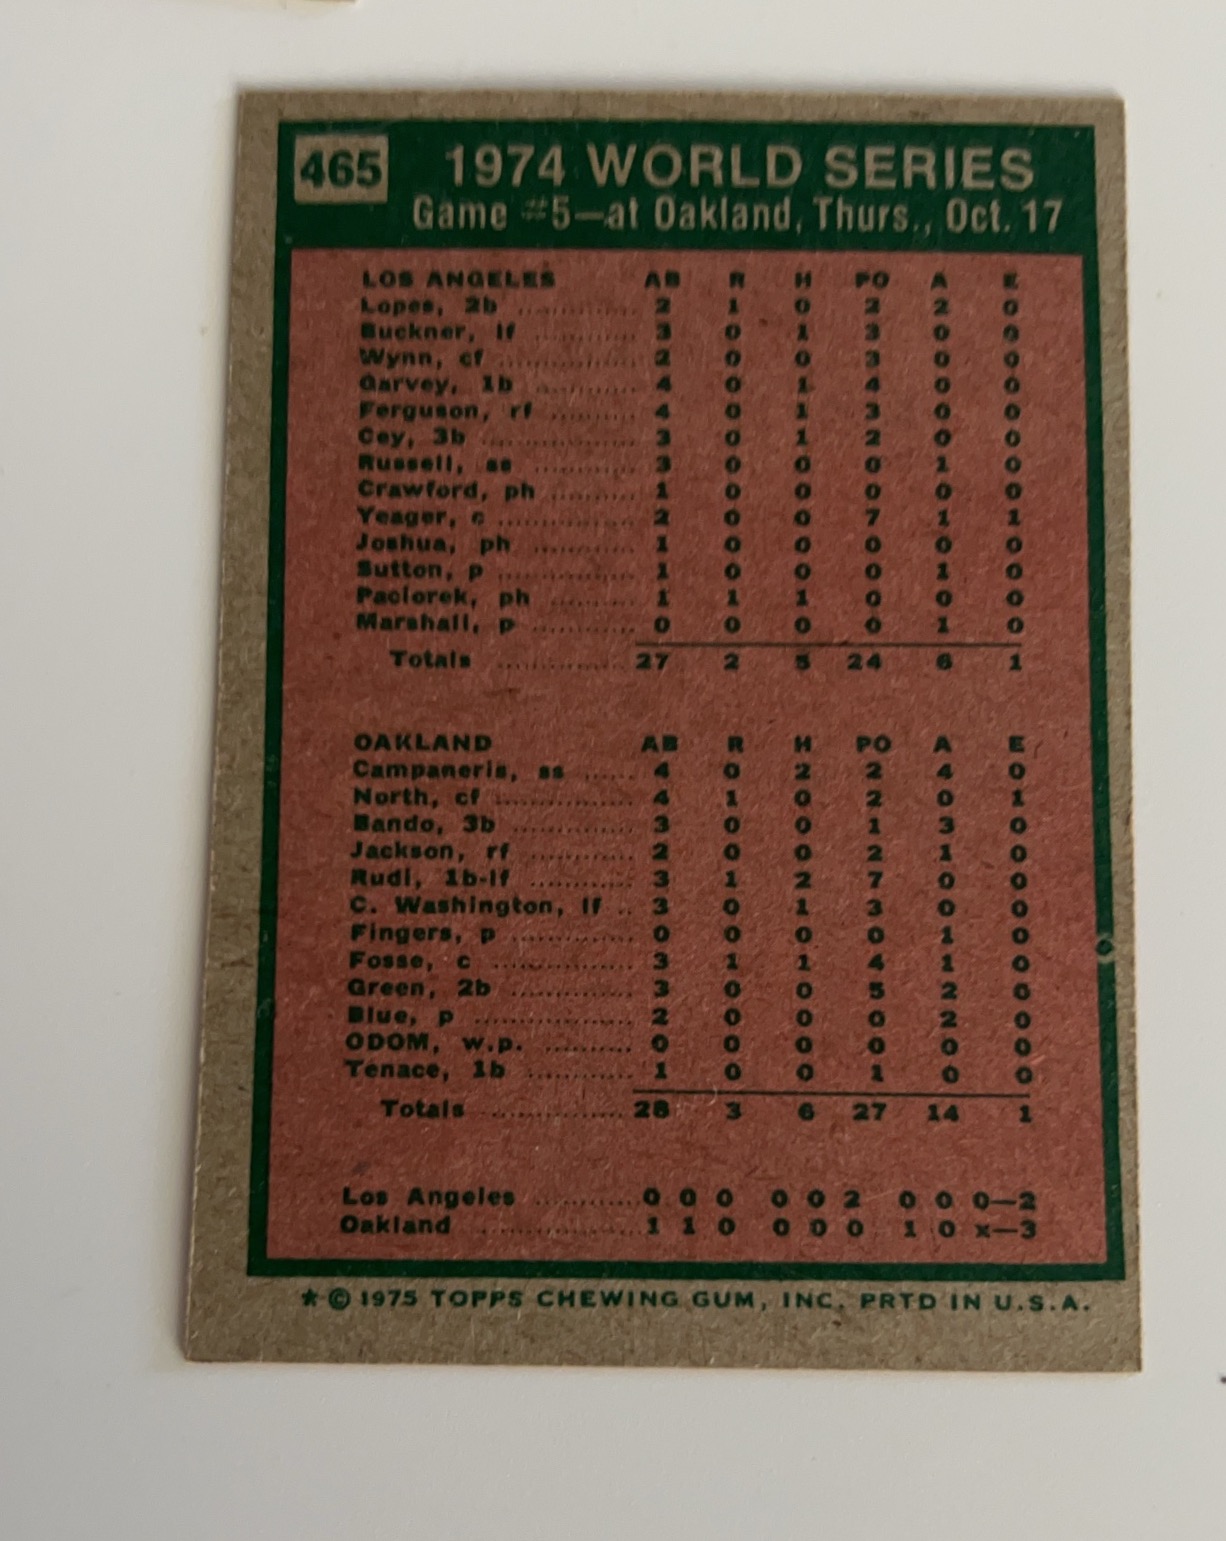 465
1974 WORLD SERIES
Game #5—at Oakland, Thurs., Oct. 17
LOS ANGELES AB R H PO A E
Lopes, 2b .............. 2 1 0 2 2 0
Buckner, lf ............ 3 0 1 3 0 0
Wynn, cf ............... 2 0 0 3 0 0
Garvey, 1b ............ 4 0 1 4 0 0
Ferguson, rf .......... 4 0 1 3 0 0
Cey, 3b ................. 3 0 1 2 0 0
Russell, ss ............ 3 0 0 0 1 0
Crawford, ph .......... 1 0 0 0 0 0
Yeager, c .............. 2 0 0 7 1 1
Joshua, ph ............ 1 0 0 0 0 0
Sutton, p ............... 1 0 0 0 1 0
Paciorek, ph .......... 1 1 1 0 0 0
Marshall, p ............ 0 0 0 0 1 0
Totals ................ 27 2 5 24 6 1
OAKLAND AB R H PO A E
Campaneris, ss ...... 4 0 2 2 4 0
North, cf ................ 4 1 0 2 0 1
Bando, 3b .............. 3 0 0 1 3 0
Jackson, rf ............ 2 0 0 2 1 0
Rudi, 1b-lf ............ 3 1 2 7 0 0
C. Washington, lf .. 3 0 1 3 0 0
Fingers, p .............. 0 0 0 0 1 0
Fosse, c ................ 3 1 1 4 1 0
Green, 2b .............. 3 0 0 5 2 0
Blue, p .................. 2 0 0 0 2 0
ODOM, w.p. .......... 0 0 0 0 0 0
Tenace, 1b ............ 1 0 0 1 0 0
Totals ................ 28 3 6 27 14 1
Los Angeles ............ 0 0 0 0 0 2 0 0 0—2
Oakland .................. 1 1 0 0 0 0 1 0 x—3
* © 1975 TOPPS CHEWING GUM, INC. PRTD IN U.S.A.